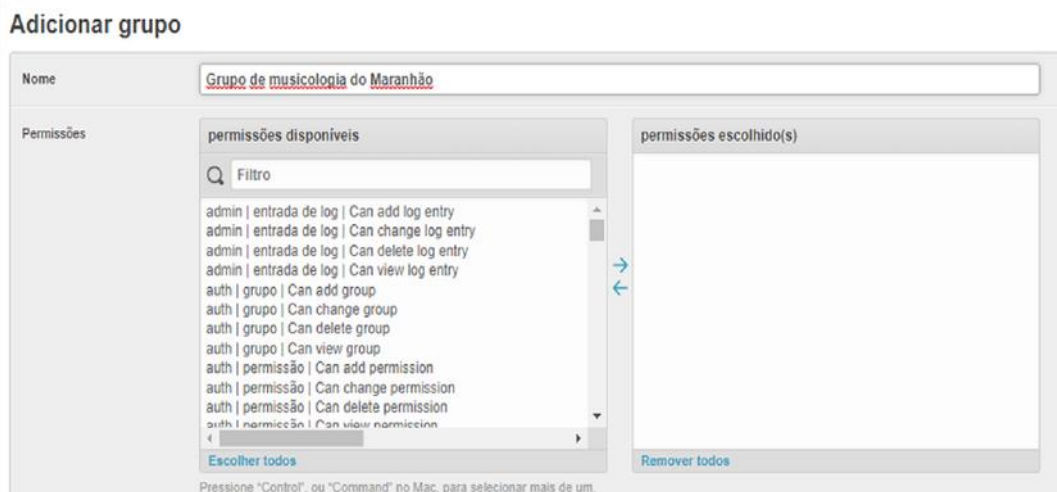 Adicionar grupo
Nome
Grupo de musicologia do Maranhão
Permissões
permissões disponíveis
Filtro
admin | entrada de log | Can add log entry
admin | entrada de log | Can change log entry
admin | entrada de log | Can delete log entry
admin | entrada de log | Can view log entry
auth | grupo | Can add group
auth | grupo | Can change group
auth | grupo | Can delete group
auth | grupo | Can view group
auth | permissão | Can add permission
auth | permissão | Can change permission
auth | permissão | Can delete permission
auth | permissão | Can view permission
Escolher todos
permissões escolhido(s)
Remover todos
Pressione “Control”, ou “Command” no Mac, para selecionar mais de um.